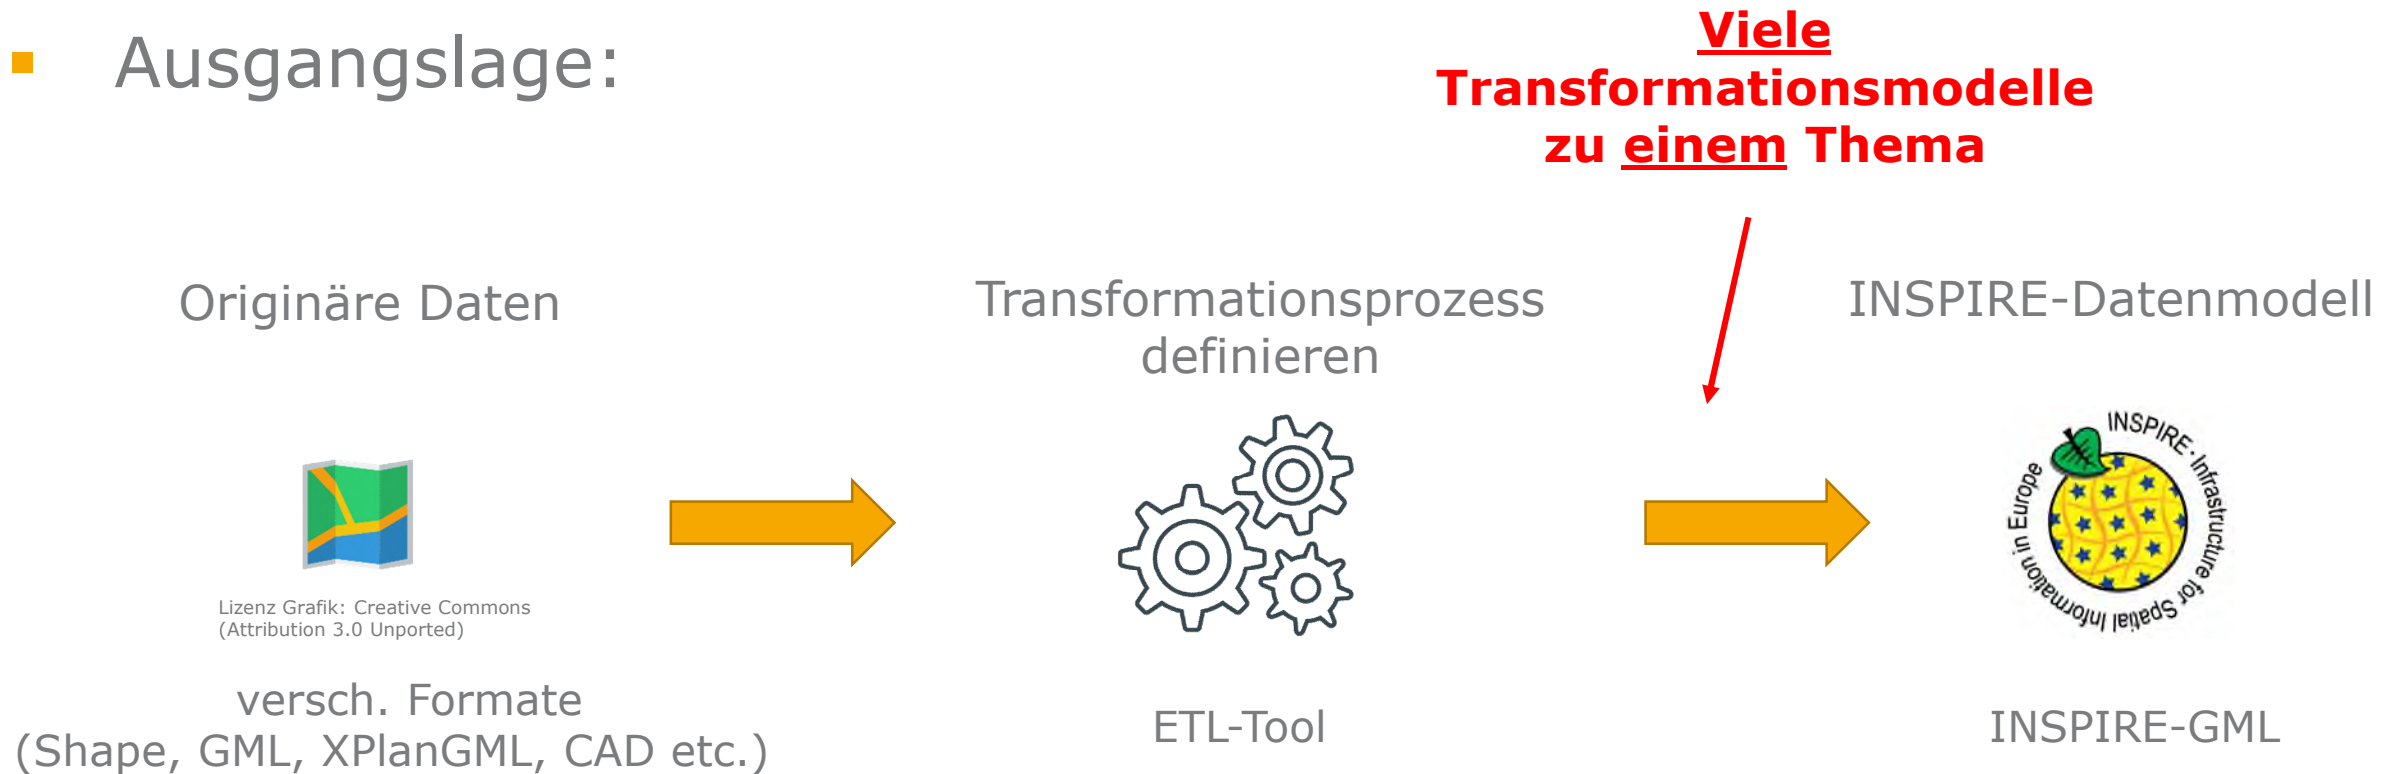 Ausgangslage:
Viele
Transformationsmodelle
zu einem Thema
Originäre Daten
Transformationsprozess
definieren
INSPIRE-Datenmodell
INSPIRE · Infrastructure for Spatial Information in Europe
Lizenz Grafik: Creative Commons
(Attribution 3.0 Unported)
versch. Formate
(Shape, GML, XPlanGML, CAD etc.)
ETL-Tool
INSPIRE-GML